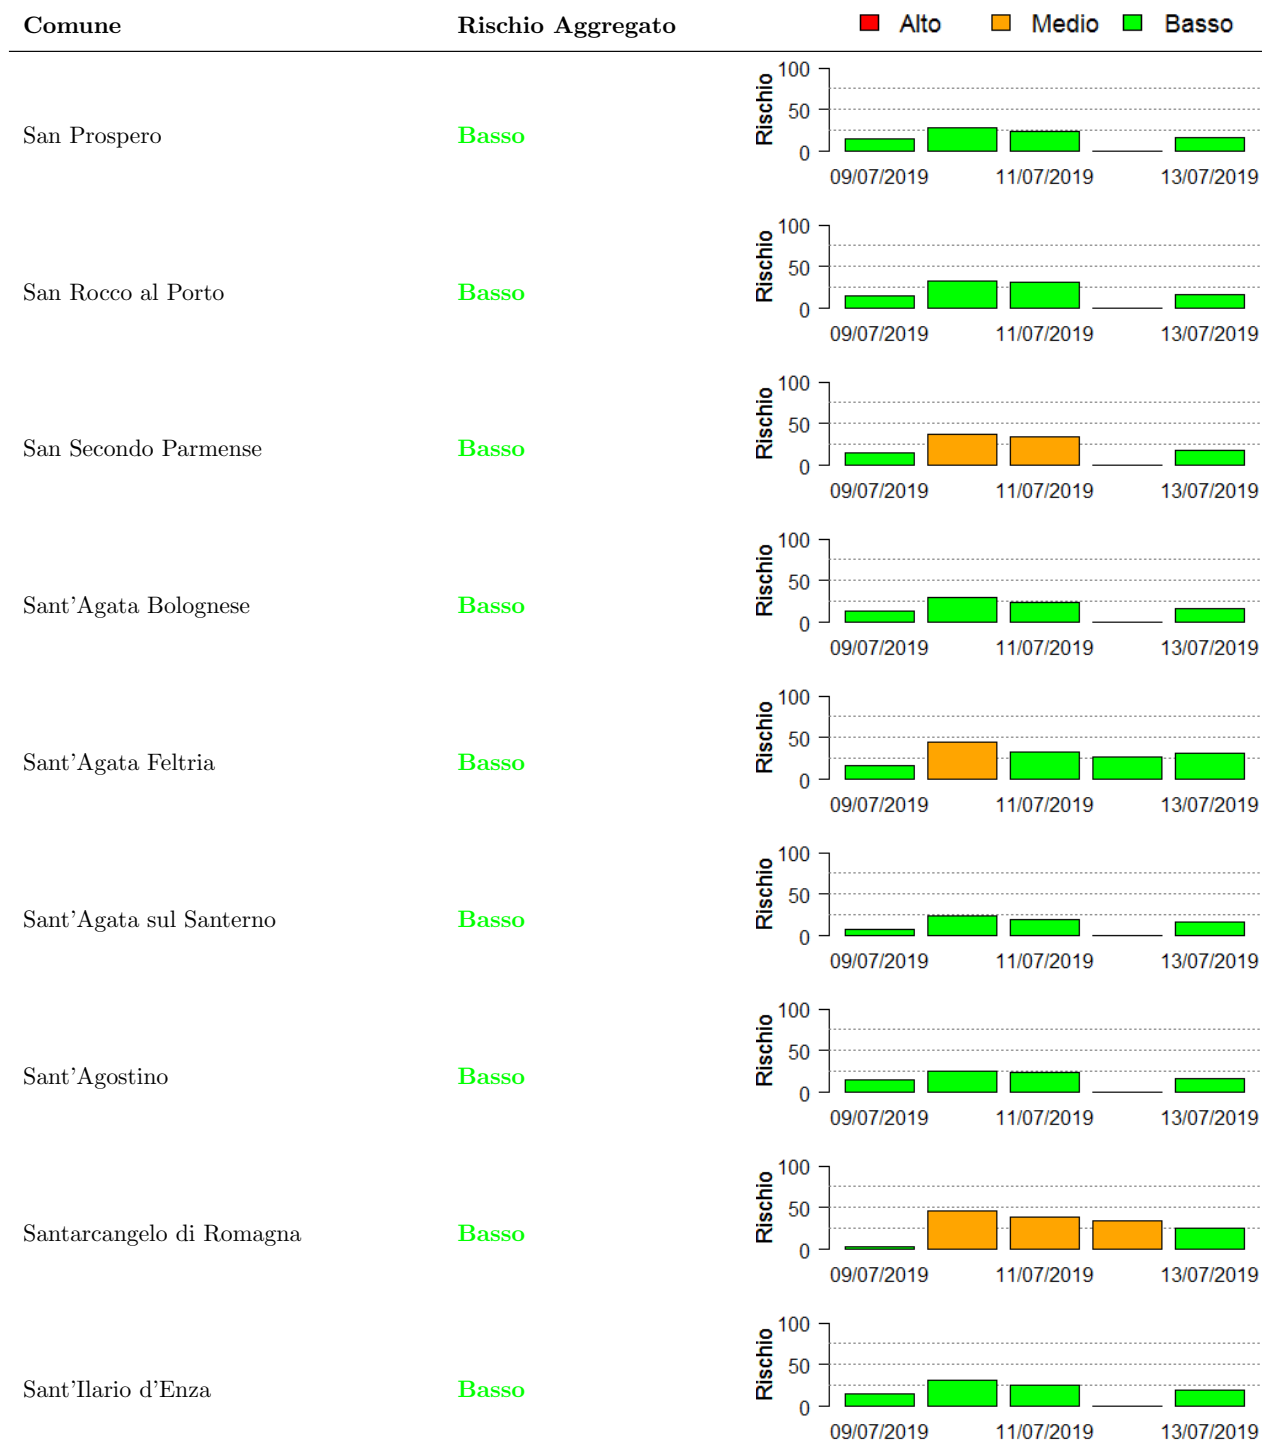 Comune Rischio Aggregato Alto Medio Basso
100
50
0
Rischio
San Prospero Basso
09/07/2019 11/07/2019 13/07/2019
100
50
0
Rischio
San Rocco al Porto Basso
09/07/2019 11/07/2019 13/07/2019
100
50
0
Rischio
San Secondo Parmense Basso
09/07/2019 11/07/2019 13/07/2019
100
50
0
Rischio
Sant'Agata Bolognese Basso
09/07/2019 11/07/2019 13/07/2019
100
50
0
Rischio
Sant'Agata Feltria Basso
09/07/2019 11/07/2019 13/07/2019
100
50
0
Rischio
Sant'Agata sul Santerno Basso
09/07/2019 11/07/2019 13/07/2019
100
50
0
Rischio
Sant'Agostino Basso
09/07/2019 11/07/2019 13/07/2019
100
50
0
Rischio
Santarcangelo di Romagna Basso
09/07/2019 11/07/2019 13/07/2019
100
50
0
Rischio
Sant'Ilario d'Enza Basso
09/07/2019 11/07/2019 13/07/2019